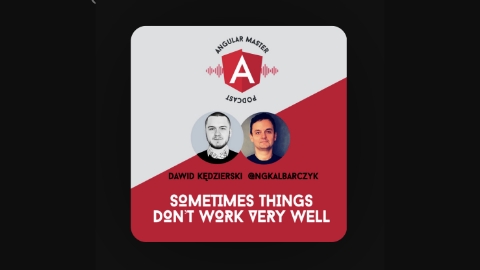 ANGULAR MASTER
A
PODCAST
DAWID KĘDZIERSKI @NGKALBARCZYK
SOMETIMES THINGS
DON'T WORK VERY WELL